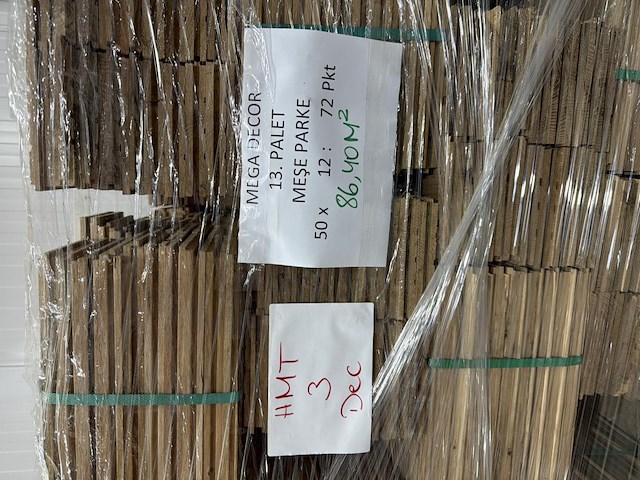 MEGA DECOR
13. PALET
MEŞE PARKE
50 x 12 : 72 Pkt
86,40 M²
HMT
3
Dec